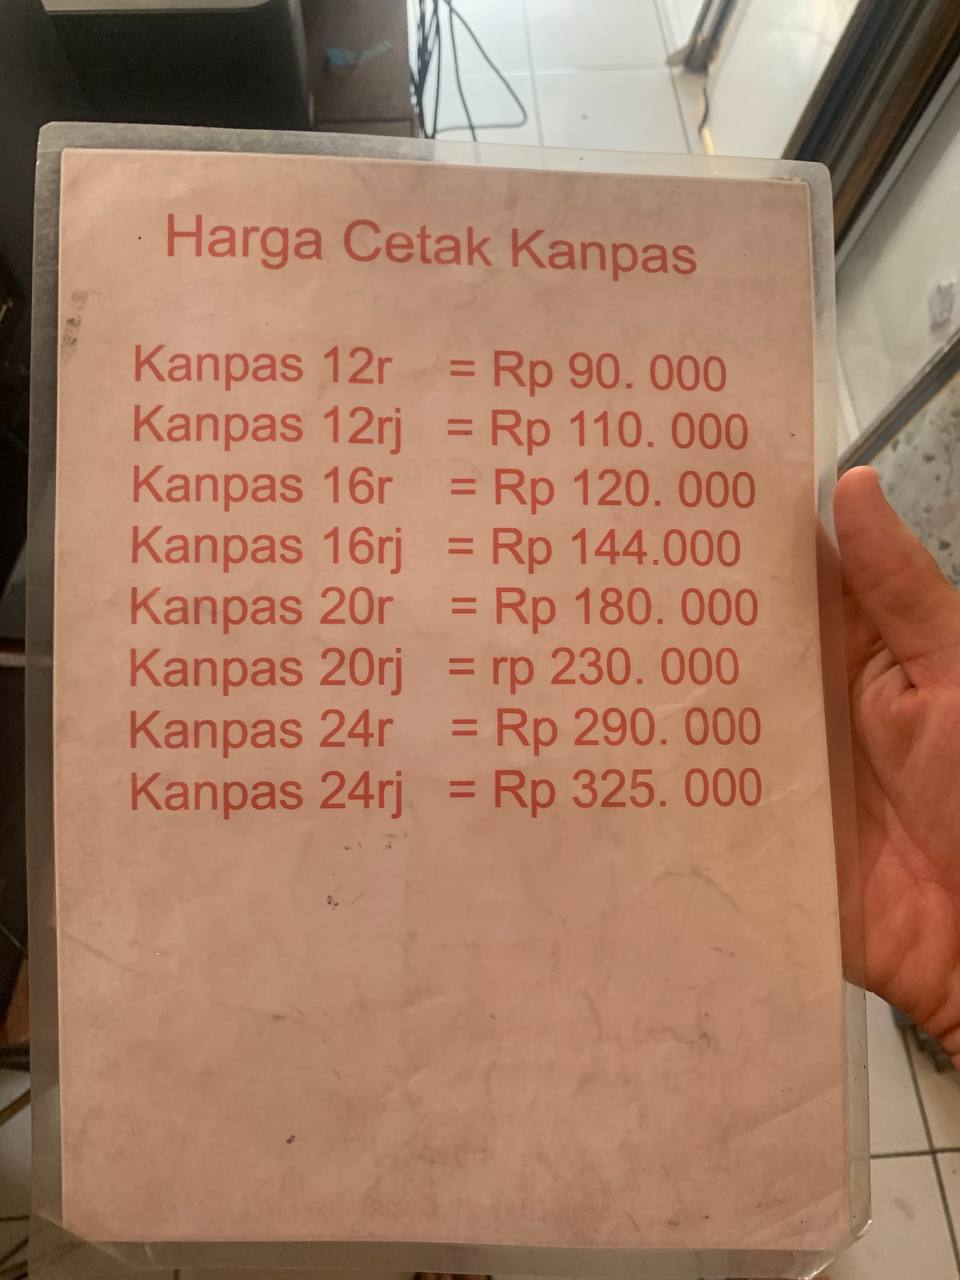 Harga Cetak Kanpas
Kanpas 12r = Rp 90. 000
Kanpas 12rj = Rp 110. 000
Kanpas 16r = Rp 120. 000
Kanpas 16rj = Rp 144.000
Kanpas 20r = Rp 180. 000
Kanpas 20rj = rp 230. 000
Kanpas 24r = Rp 290. 000
Kanpas 24rj = Rp 325. 000